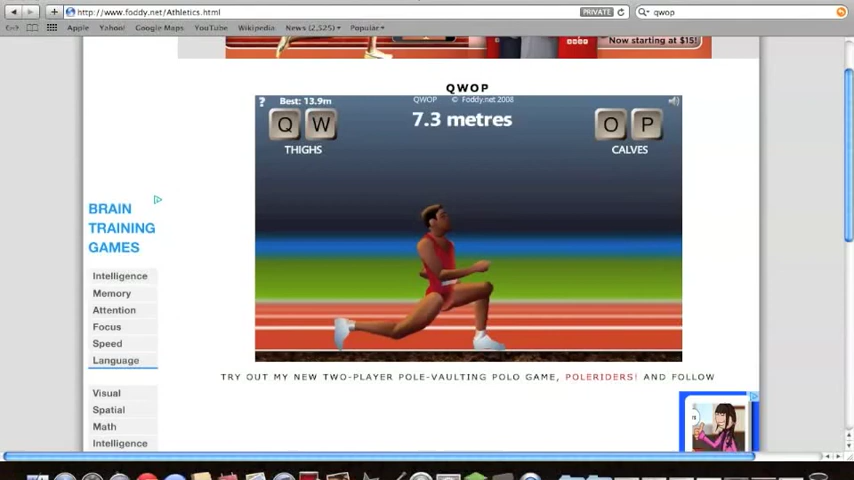 http://www.foddy.net/Athletics.html
PRIVATE
qwop
Apple Yahoo! Google Maps YouTube Wikipedia News (2,525) Popular
Now starting at $15!
QWOP
? Best: 13.9m QWOP © Foddy.net 2008
Q W 7.3 metres O P
THIGHS CALVES
BRAIN
TRAINING
GAMES
Intelligence
Memory
Attention
Focus
Speed
Language
Visual
Spatial
Math
Intelligence
TRY OUT MY NEW TWO-PLAYER POLE-VAULTING POLO GAME, POLERIDERS! AND FOLLOW